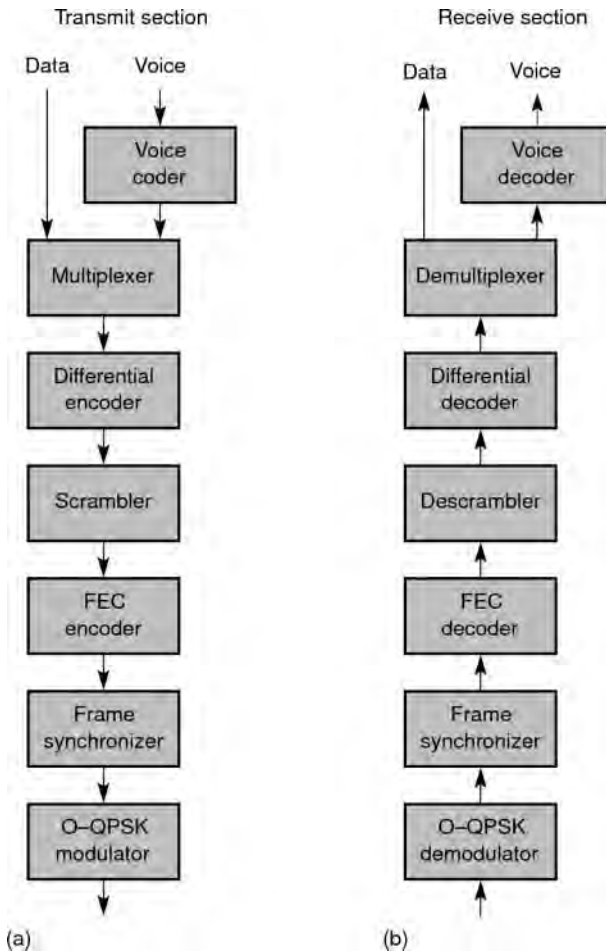 Transmit section
Data
Voice
Voice
coder
Multiplexer
Differential
encoder
Scrambler
FEC
encoder
Frame
synchronizer
O–QPSK
modulator
(a)
Receive section
Data
Voice
Voice
decoder
Demultiplexer
Differential
decoder
Descrambler
FEC
decoder
Frame
synchronizer
O–QPSK
demodulator
(b)